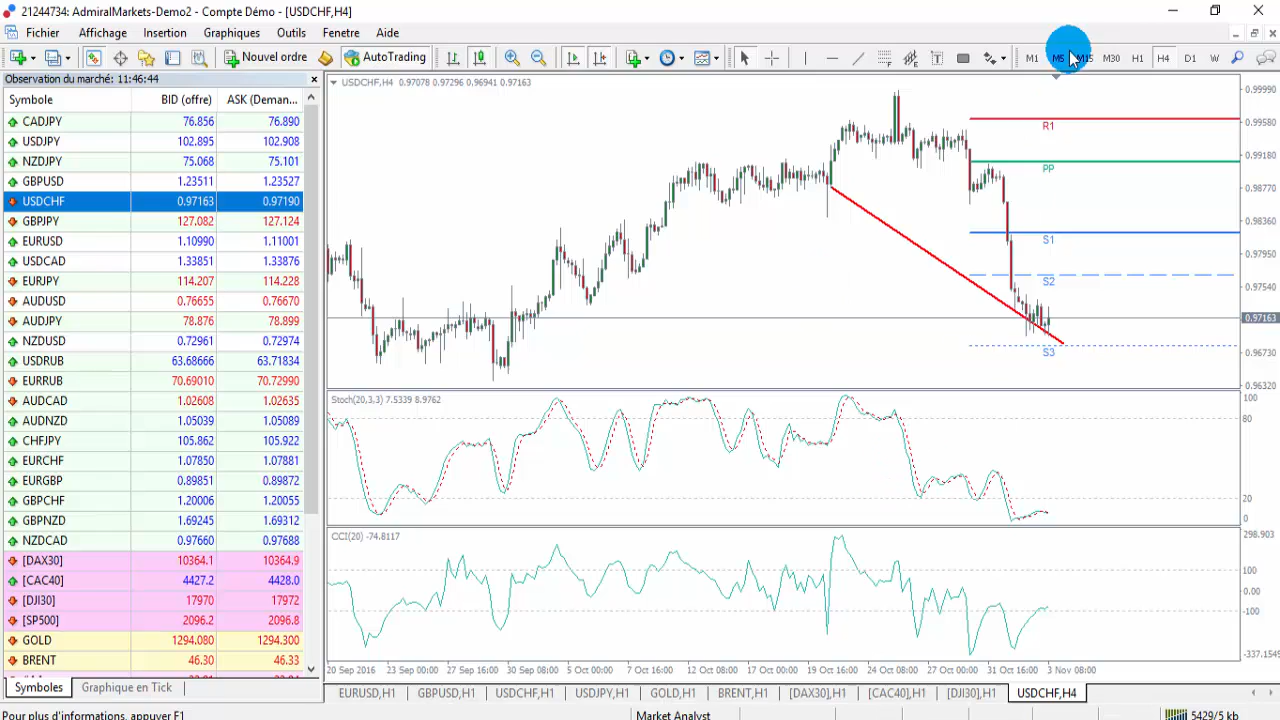 21244734: AdmiralMarkets-Demo2 - Compte Démo - [USDCHF,H4]
Fichier Affichage Insertion Graphiques Outils Fenetre Aide
Nouvel ordre AutoTrading M1 M5 M15 M30 H1 H4 D1 W
Observation du marché: 11:46:44
Symbole BID (offre) ASK (Deman...
CADJPY 76.856 76.890
USDJPY 102.895 102.908
NZDJPY 75.068 75.101
GBPUSD 1.23511 1.23527
USDCHF 0.97163 0.97190
GBPJPY 127.082 127.124
EURUSD 1.10990 1.11001
USDCAD 1.33851 1.33876
EURJPY 114.207 114.228
AUDUSD 0.76655 0.76670
AUDJPY 78.876 78.899
NZDUSD 0.72961 0.72983
USDRUB 63.68666 63.71834
EURRUB 70.69010 70.72990
AUDCAD 1.02608 1.02635
AUDNZD 1.05039 1.05089
CHFJPY 105.862 105.922
EURCHF 1.07850 1.07881
EURGBP 0.89851 0.89872
GBPCHF 1.20006 1.20055
GBPNZD 1.69245 1.69312
NZDCAD 0.97660 0.97688
[DAX30] 10364.1 10364.9
[CAC40] 4427.2 4428.0
[DJI30] 17970 17972
[SP500] 2096.2 2096.8
GOLD 1294.080 1294.300
BRENT 46.30 46.33
Symboles Graphique en Tick
USDCHF,H4 0.97078 0.97296 0.96941 0.97163
R1
PP
S1
S2
S3
0.99990
0.99580
0.99180
0.98770
0.98360
0.97950
0.97540
0.97163
0.96730
0.96320
Stoch(20,3,3) 7.5339 8.9762
100
80
20
0
CCI(20) -74.8117
298.903
100
0.00
-100
-337.1549
20 Sep 2016 23 Sep 00:00 27 Sep 16:00 30 Sep 08:00 5 Oct 00:00 7 Oct 16:00 12 Oct 08:00 17 Oct 00:00 19 Oct 16:00 24 Oct 08:00 27 Oct 00:00 31 Oct 16:00 3 Nov 08:00
EURUSD,H1 GBPUSD,H1 USDCHF,H1 USDJPY,H1 GOLD,H1 BRENT,H1 [DAX30],H1 [CAC40],H1 [DJI30],H1 USDCHF,H4
Pour plus d'informations, appuyer F1 Market Analyst 5429/5 kb